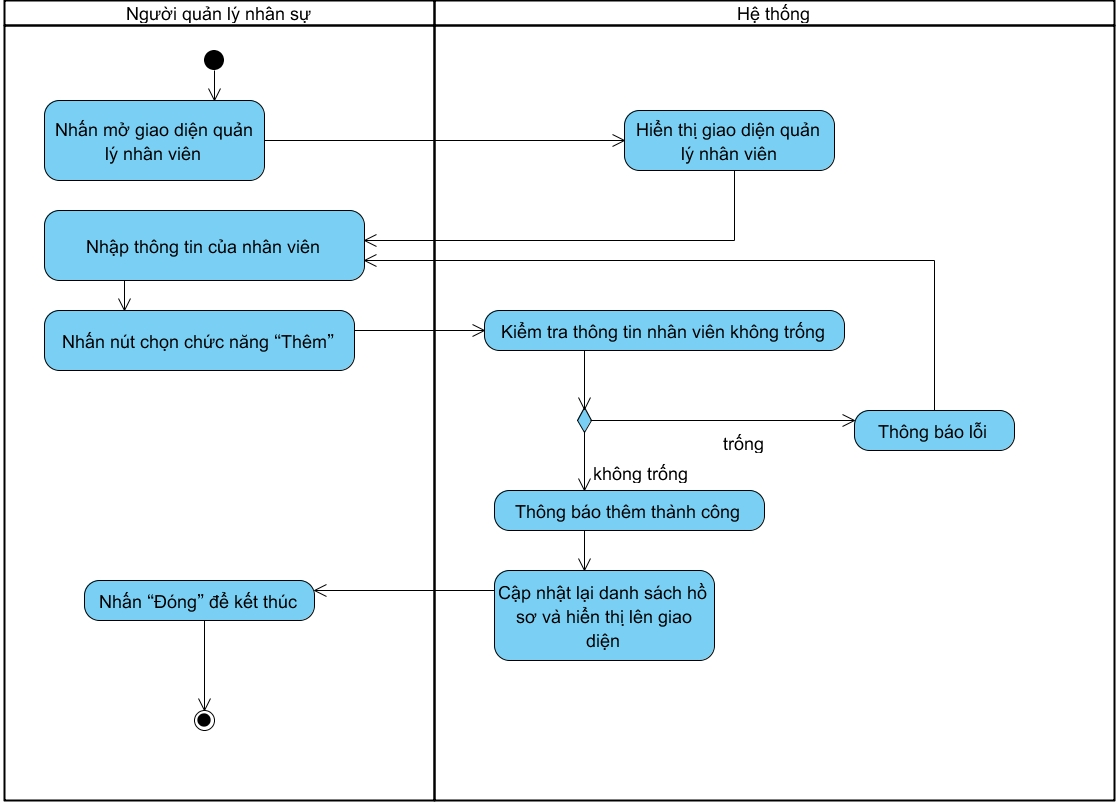 Người quản lý nhân sự
Hệ thống
Nhấn mở giao diện quản
lý nhân viên
Hiển thị giao diện quản
lý nhân viên
Nhập thông tin của nhân viên
Nhấn nút chọn chức năng “Thêm”
Kiểm tra thông tin nhân viên không trống
trống
Thông báo lỗi
không trống
Thông báo thêm thành công
Cập nhật lại danh sách hồ
sơ và hiển thị lên giao
diện
Nhấn “Đóng” để kết thúc